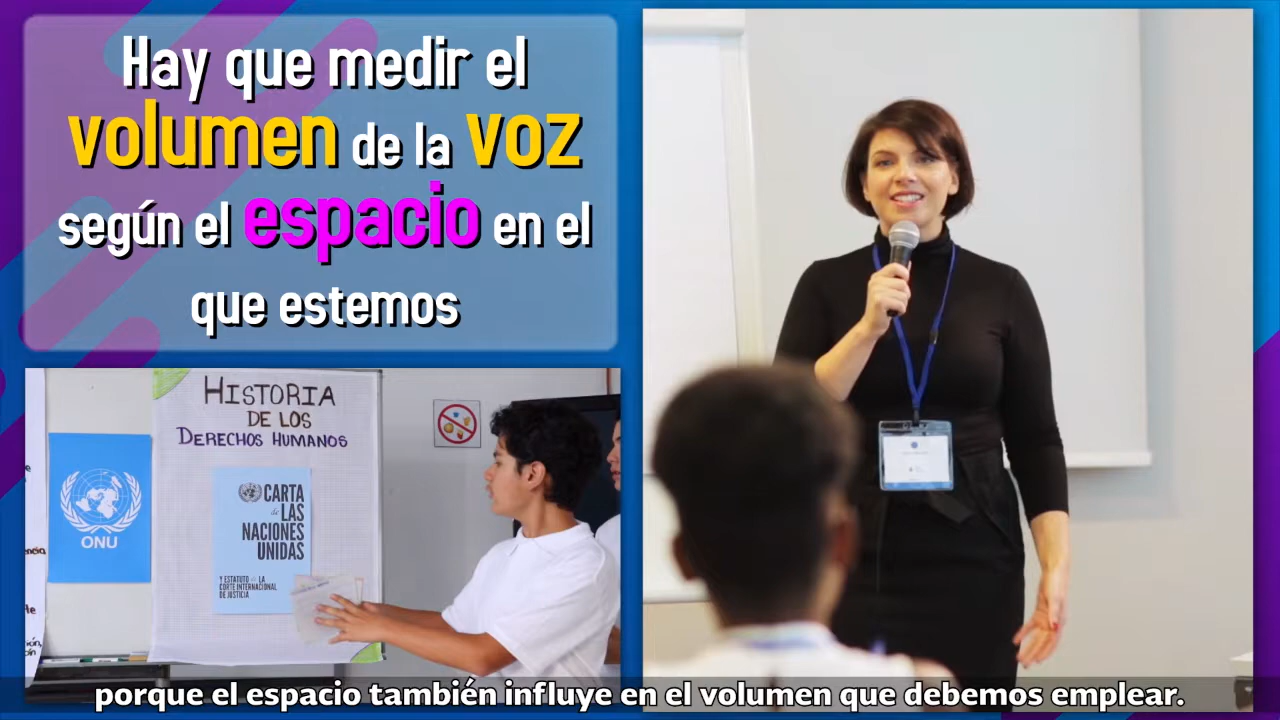 Hay que medir el
volumen de la voz
según el espacio en el
que estemos
HISTORIA
DE LOS
DERECHOS HUMANOS
ONU
CARTA
de LAS
NACIONES
UNIDAS
Y ESTATUTO DE LA
CORTE INTERNACIONAL
DE JUSTICIA
porque el espacio también influye en el volumen que debemos emplear.